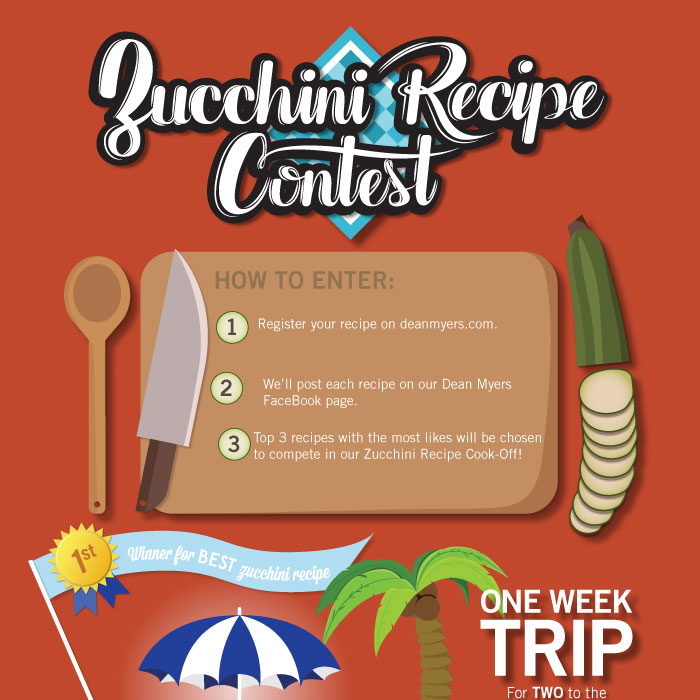 Zucchini Recipe
Contest
HOW TO ENTER:
1 Register your recipe on deanmyers.com.
2 We'll post each recipe on our Dean Myers
FaceBook page.
3 Top 3 recipes with the most likes will be chosen
to compete in our Zucchini Recipe Cook-Off!
1st
Winner for BEST zucchini recipe
ONE WEEK
TRIP
For TWO to the